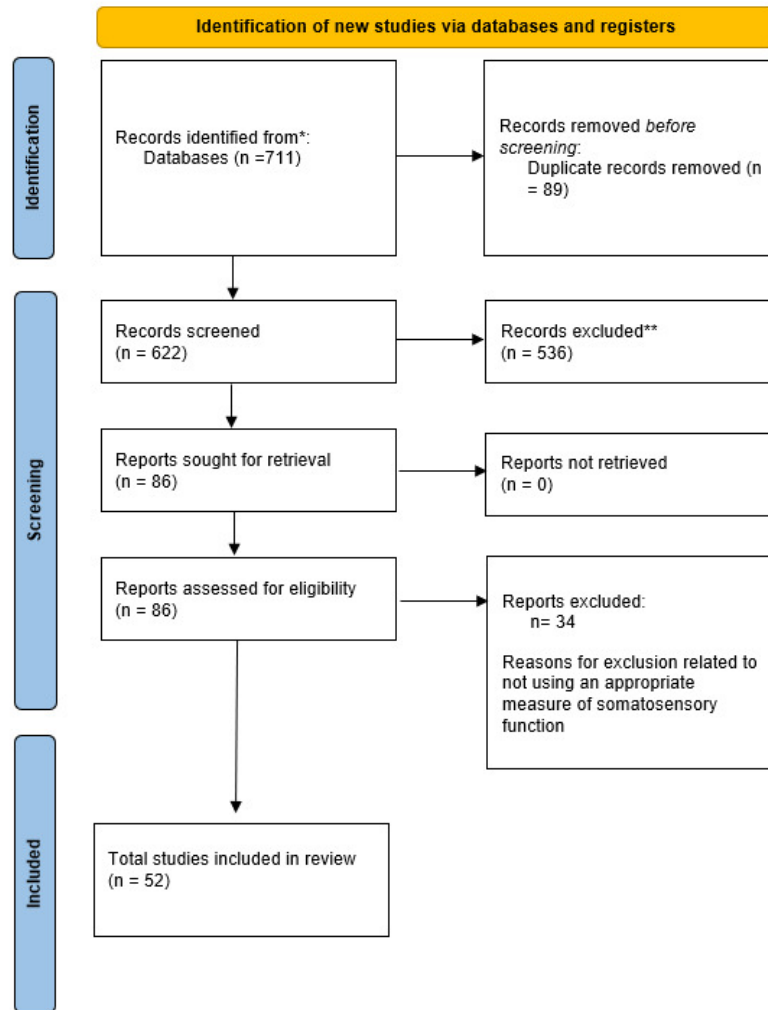 Identification of new studies via databases and registers
Identification
Records identified from*:
Databases (n =711)
Records removed before
screening:
Duplicate records removed (n
= 89)
Screening
Records screened
(n = 622)
Records excluded**
(n = 536)
Reports sought for retrieval
(n = 86)
Reports not retrieved
(n = 0)
Reports assessed for eligibility
(n = 86)
Reports excluded:
n= 34
Reasons for exclusion related to
not using an appropriate
measure of somatosensory
function
Included
Total studies included in review
(n = 52)